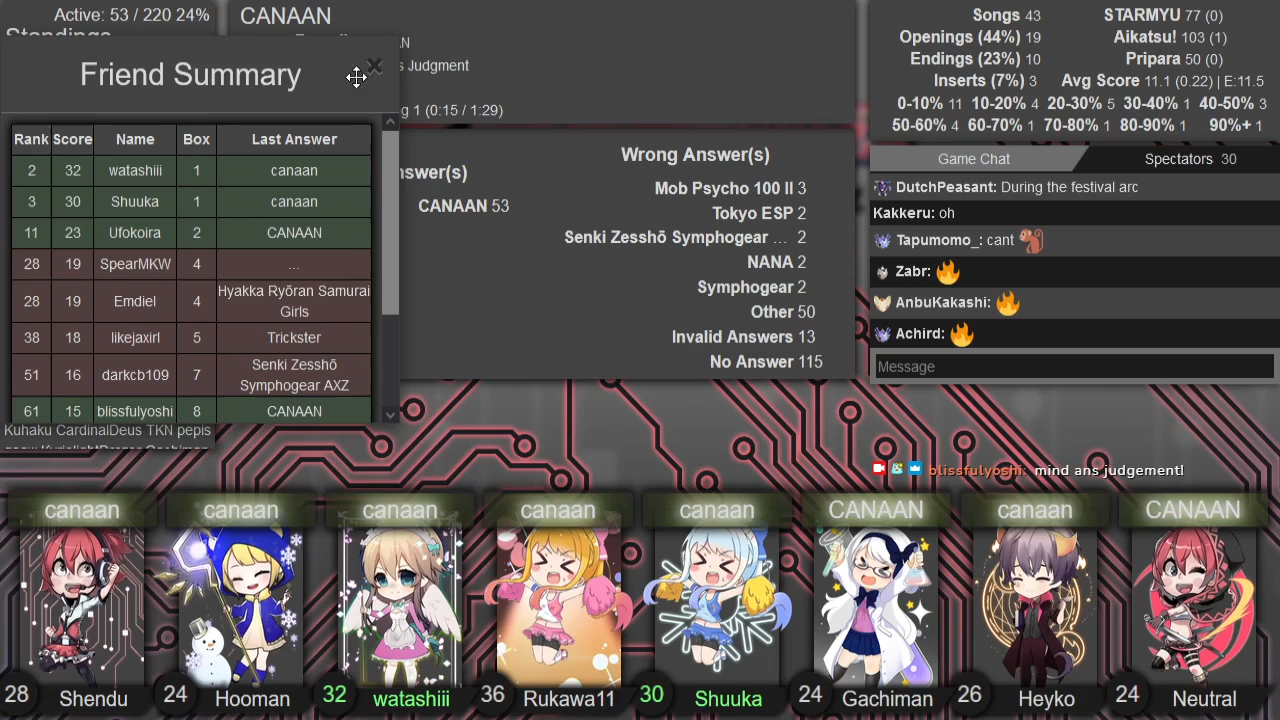 Active: 53 / 220 24%
Standings
CANAAN
AN
s Judgment
g 1 (0:15 / 1:29)
Friend Summary
Rank Score Name Box Last Answer
2 32 watashiii 1 canaan
3 30 Shuuka 1 canaan
11 23 Ufokoira 2 CANAAN
28 19 SpearMKW 4 ...
28 19 Emdiel 4 Hyakka Ryōran Samurai
Girls
38 18 likejaxirl 5 Trickster
51 16 darkcb109 7 Senki Zesshō
Symphogear AXZ
61 15 blissfulyoshi 8 CANAAN
Kuhaku CardinalDeus TKN pepis
nswer(s)
CANAAN 53
Wrong Answer(s)
Mob Psycho 100 II 3
Tokyo ESP 2
Senki Zesshō Symphogear ... 2
NANA 2
Symphogear 2
Other 50
Invalid Answers 13
No Answer 115
Songs 43 STARMYU 77 (0)
Openings (44%) 19 Aikatsu! 103 (1)
Endings (23%) 10 Pripara 50 (0)
Inserts (7%) 3 Avg Score 11.1 (0.22) | E:11.5
0-10% 11 10-20% 4 20-30% 5 30-40% 1 40-50% 3
50-60% 4 60-70% 1 70-80% 1 80-90% 1 90%+ 1
Game Chat Spectators 30
DutchPeasant: During the festival arc
Kakkeru: oh
Tapumomo_: cant
Zabr:
AnbuKakashi:
Achird:
Message
blissfulyoshi: mind ans judgement!
canaan canaan canaan canaan canaan CANAAN canaan CANAAN
28 Shendu 24 Hooman 32 watashiii 36 Rukawa11 30 Shuuka 24 Gachiman 26 Heyko 24 Neutral